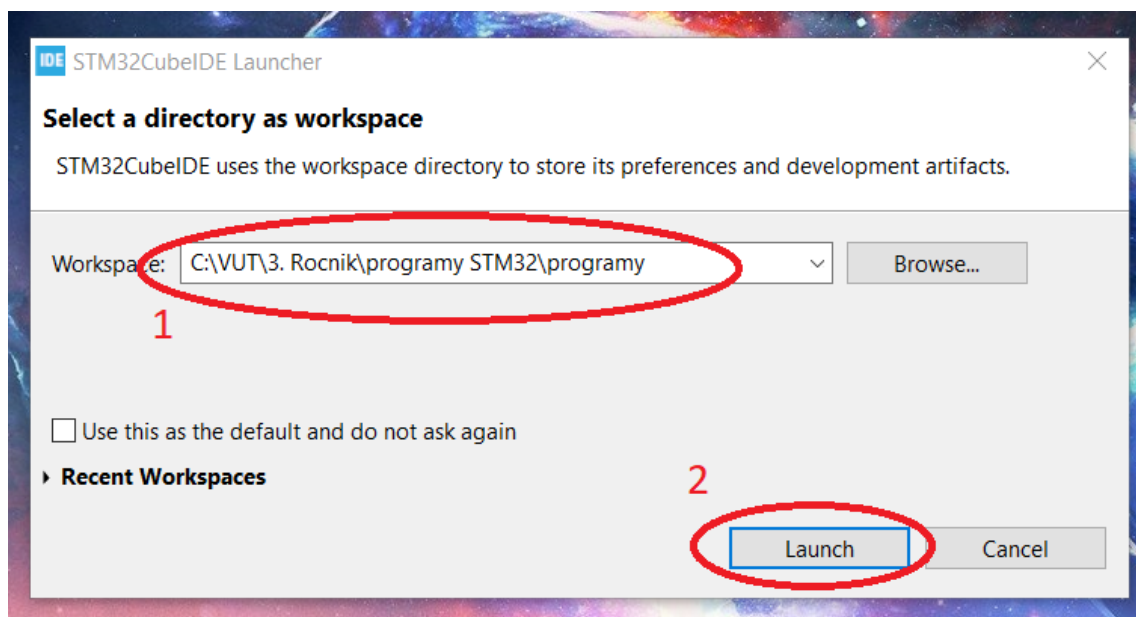 IDE STM32CubeIDE Launcher
Select a directory as workspace
STM32CubeIDE uses the workspace directory to store its preferences and development artifacts.
Workspace: C:\VUT\3. Rocnik\programy STM32\programy Browse...
1
Use this as the default and do not ask again
Recent Workspaces
2
Launch Cancel